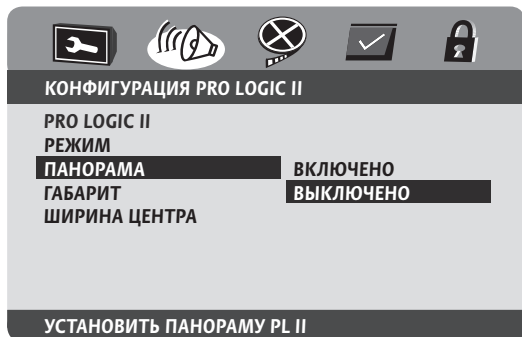 КОНФИГУРАЦИЯ PRO LOGIC II
PRO LOGIC II
РЕЖИМ
ПАНОРАМА ВКЛЮЧЕНО
ГАБАРИТ ВЫКЛЮЧЕНО
ШИРИНА ЦЕНТРА
УСТАНОВИТЬ ПАНОРАМУ PL II